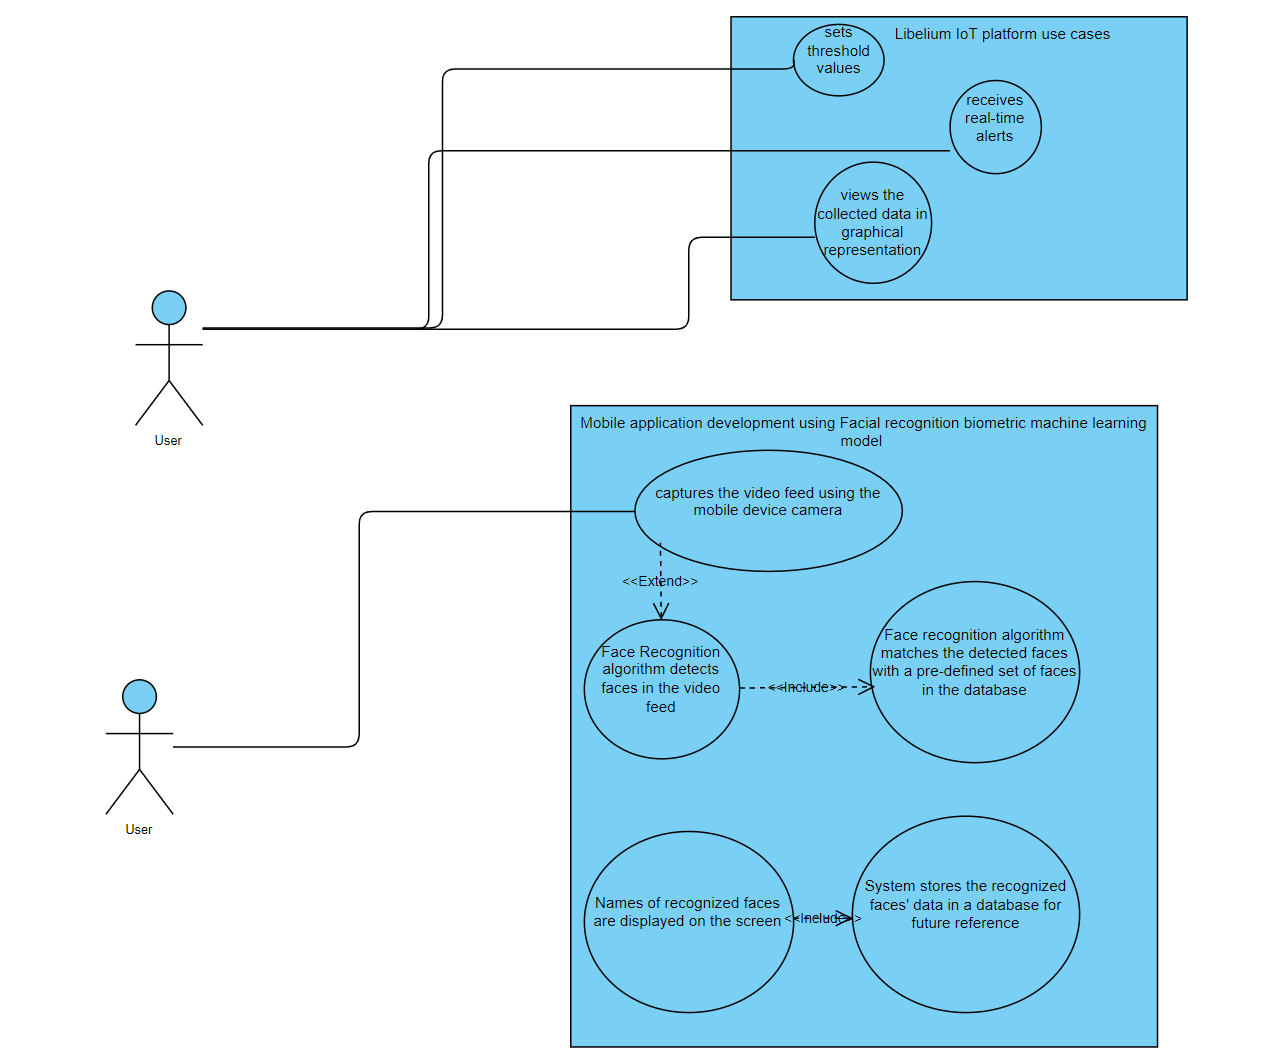 sets
threshold
values
Libelium IoT platform use cases
receives
real-time
alerts
views the
collected data in
graphical
representation
User
Mobile application development using Facial recognition biometric machine learning
model
captures the video feed using the
mobile device camera
<<Extend>>
Face Recognition
algorithm detects
faces in the video
feed
<<Include>>
Face recognition algorithm
matches the detected faces
with a pre-defined set of faces
in the database
User
Names of recognized faces
are displayed on the screen
<<Include>>
System stores the recognized
faces' data in a database for
future reference